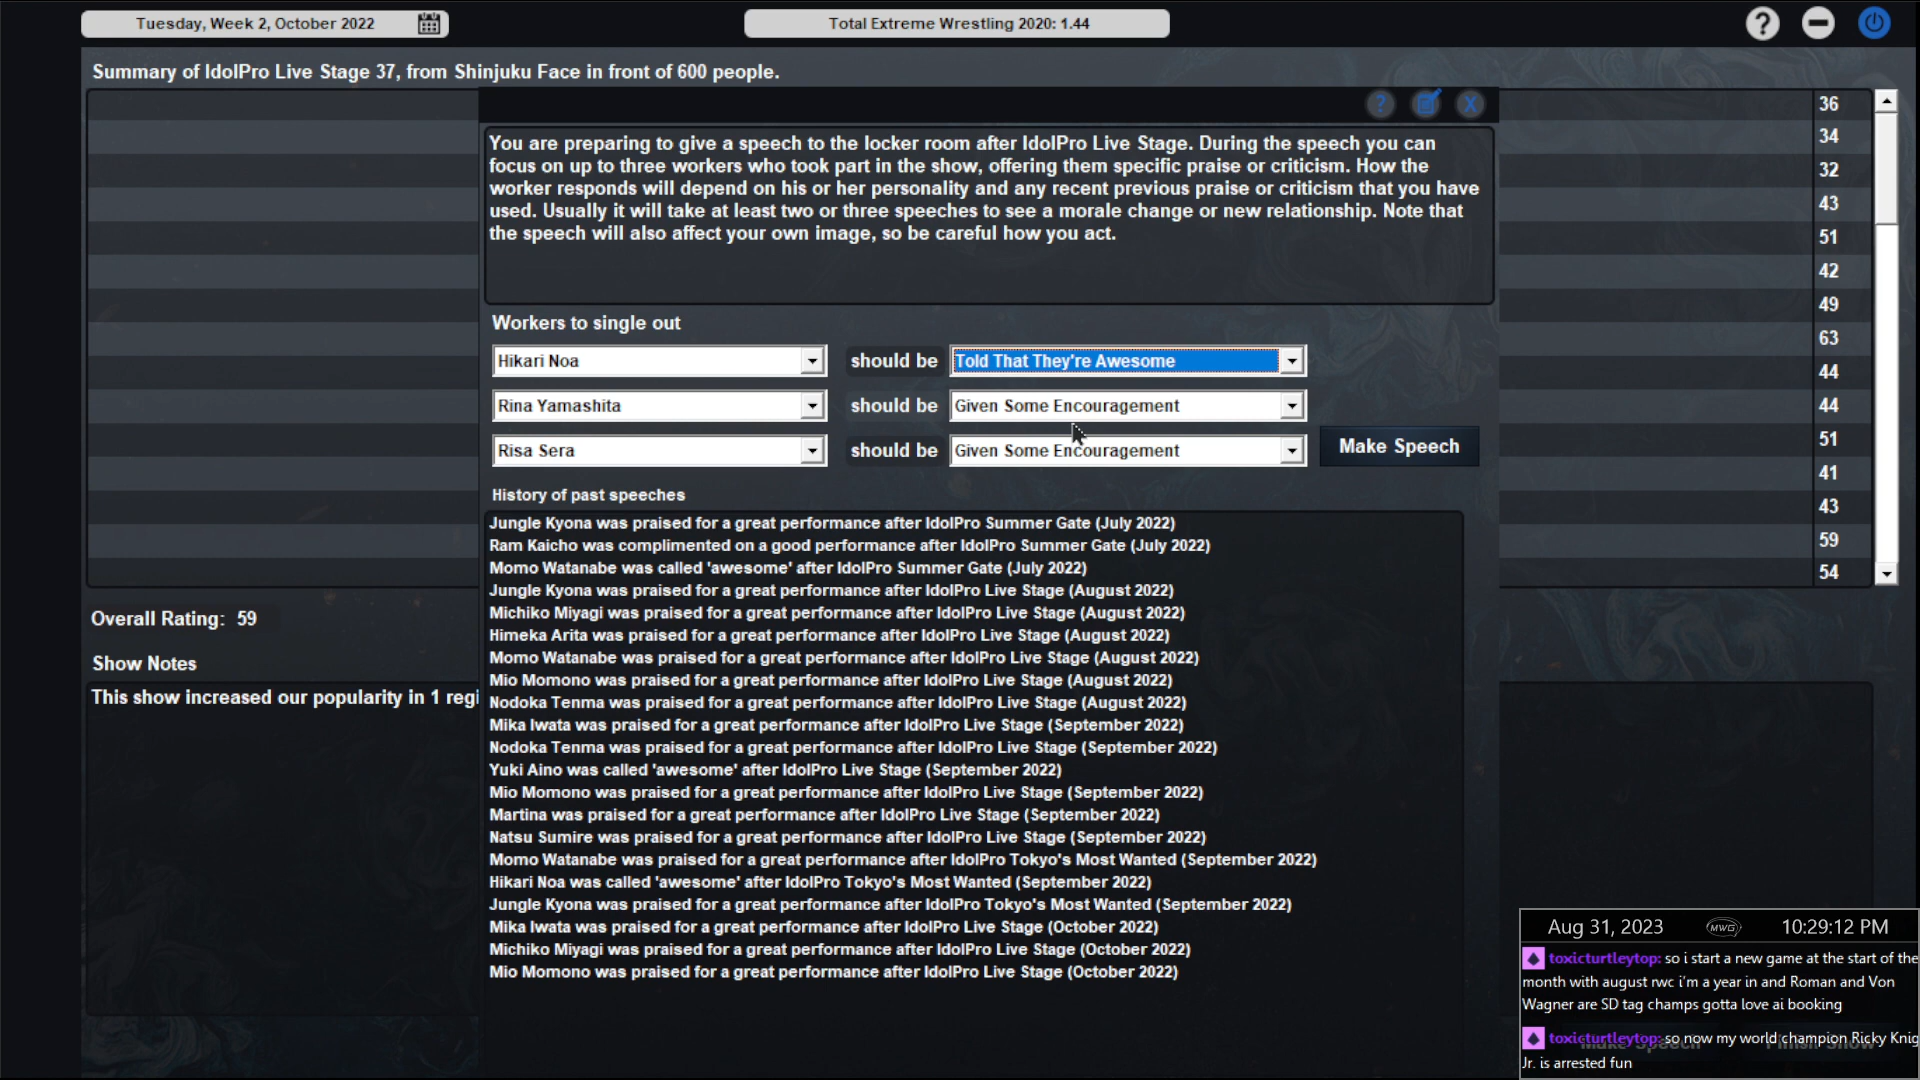 Tuesday, Week 2, October 2022
Total Extreme Wrestling 2020: 1.44
?
Summary of IdolPro Live Stage 37, from Shinjuku Face in front of 600 people.
? X
You are preparing to give a speech to the locker room after IdolPro Live Stage. During the speech you can
focus on up to three workers who took part in the show, offering them specific praise or criticism. How the
worker responds will depend on his or her personality and any recent previous praise or criticism that you have
used. Usually it will take at least two or three speeches to see a morale change or new relationship. Note that
the speech will also affect your own image, so be careful how you act.
Workers to single out
Hikari Noa should be Told That They're Awesome
Rina Yamashita should be Given Some Encouragement
Risa Sera should be Given Some Encouragement
Make Speech
History of past speeches
Jungle Kyona was praised for a great performance after IdolPro Summer Gate (July 2022)
Ram Kaicho was complimented on a good performance after IdolPro Summer Gate (July 2022)
Momo Watanabe was called 'awesome' after IdolPro Summer Gate (July 2022)
Jungle Kyona was praised for a great performance after IdolPro Live Stage (August 2022)
Michiko Miyagi was praised for a great performance after IdolPro Live Stage (August 2022)
Himeka Arita was praised for a great performance after IdolPro Live Stage (August 2022)
Momo Watanabe was praised for a great performance after IdolPro Live Stage (August 2022)
Mio Momono was praised for a great performance after IdolPro Live Stage (August 2022)
Nodoka Tenma was praised for a great performance after IdolPro Live Stage (August 2022)
Mika Iwata was praised for a great performance after IdolPro Live Stage (September 2022)
Nodoka Tenma was praised for a great performance after IdolPro Live Stage (September 2022)
Yuki Aino was called 'awesome' after IdolPro Live Stage (September 2022)
Mio Momono was praised for a great performance after IdolPro Live Stage (September 2022)
Martina was praised for a great performance after IdolPro Live Stage (September 2022)
Natsu Sumire was praised for a great performance after IdolPro Live Stage (September 2022)
Momo Watanabe was praised for a great performance after IdolPro Tokyo's Most Wanted (September 2022)
Hikari Noa was called 'awesome' after IdolPro Tokyo's Most Wanted (September 2022)
Jungle Kyona was praised for a great performance after IdolPro Tokyo's Most Wanted (September 2022)
Mika Iwata was praised for a great performance after IdolPro Live Stage (October 2022)
Michiko Miyagi was praised for a great performance after IdolPro Live Stage (October 2022)
Mio Momono was praised for a great performance after IdolPro Live Stage (October 2022)
36
34
32
43
51
42
49
63
44
44
51
41
43
59
54
Overall Rating: 59
Show Notes
This show increased our popularity in 1 regi
Aug 31, 2023 MWG 10:29:12 PM
toxicturtleytop: so i start a new game at the start of the
month with august rwc i'm a year in and Roman and Von
Wagner are SD tag champs gotta love ai booking
toxicturtleytop: so now my world champion Ricky Knig
Jr. is arrested fun